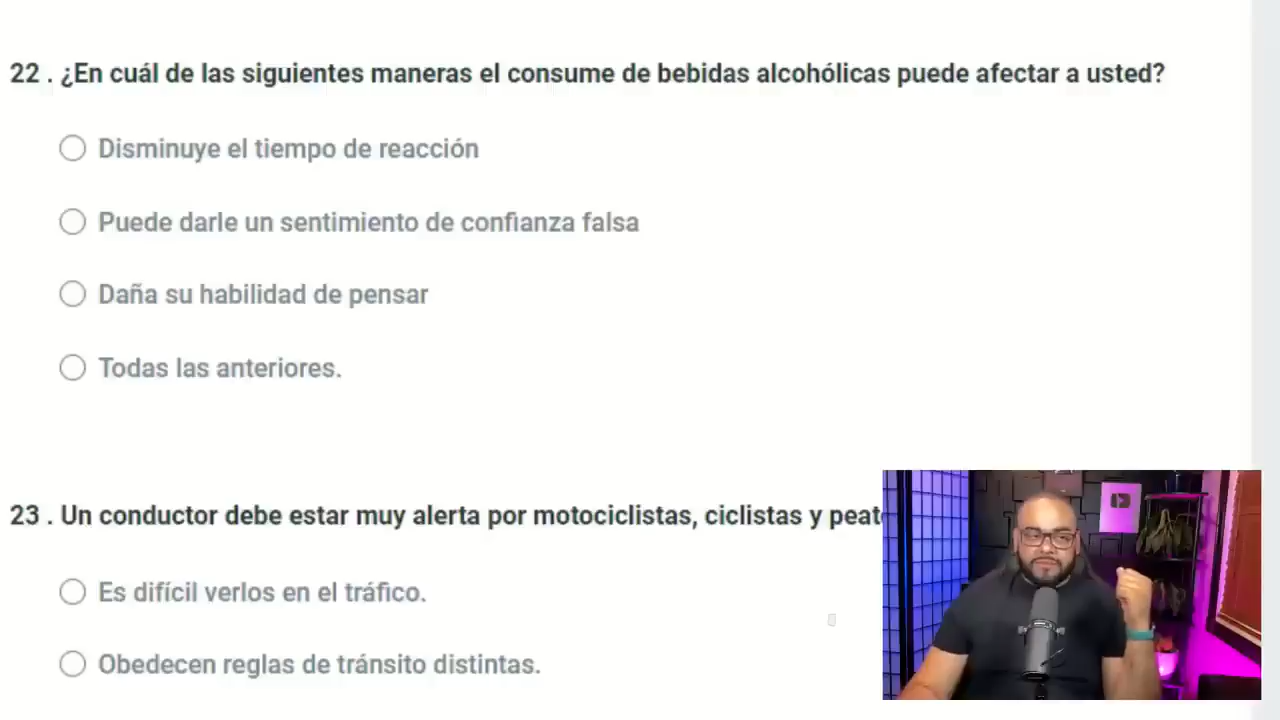 22 . ¿En cuál de las siguientes maneras el consume de bebidas alcohólicas puede afectar a usted?
Disminuye el tiempo de reacción
Puede darle un sentimiento de confianza falsa
Daña su habilidad de pensar
Todas las anteriores.
23 . Un conductor debe estar muy alerta por motociclistas, ciclistas y
Es difícil verlos en el tráfico.
Obedecen reglas de tránsito distintas.